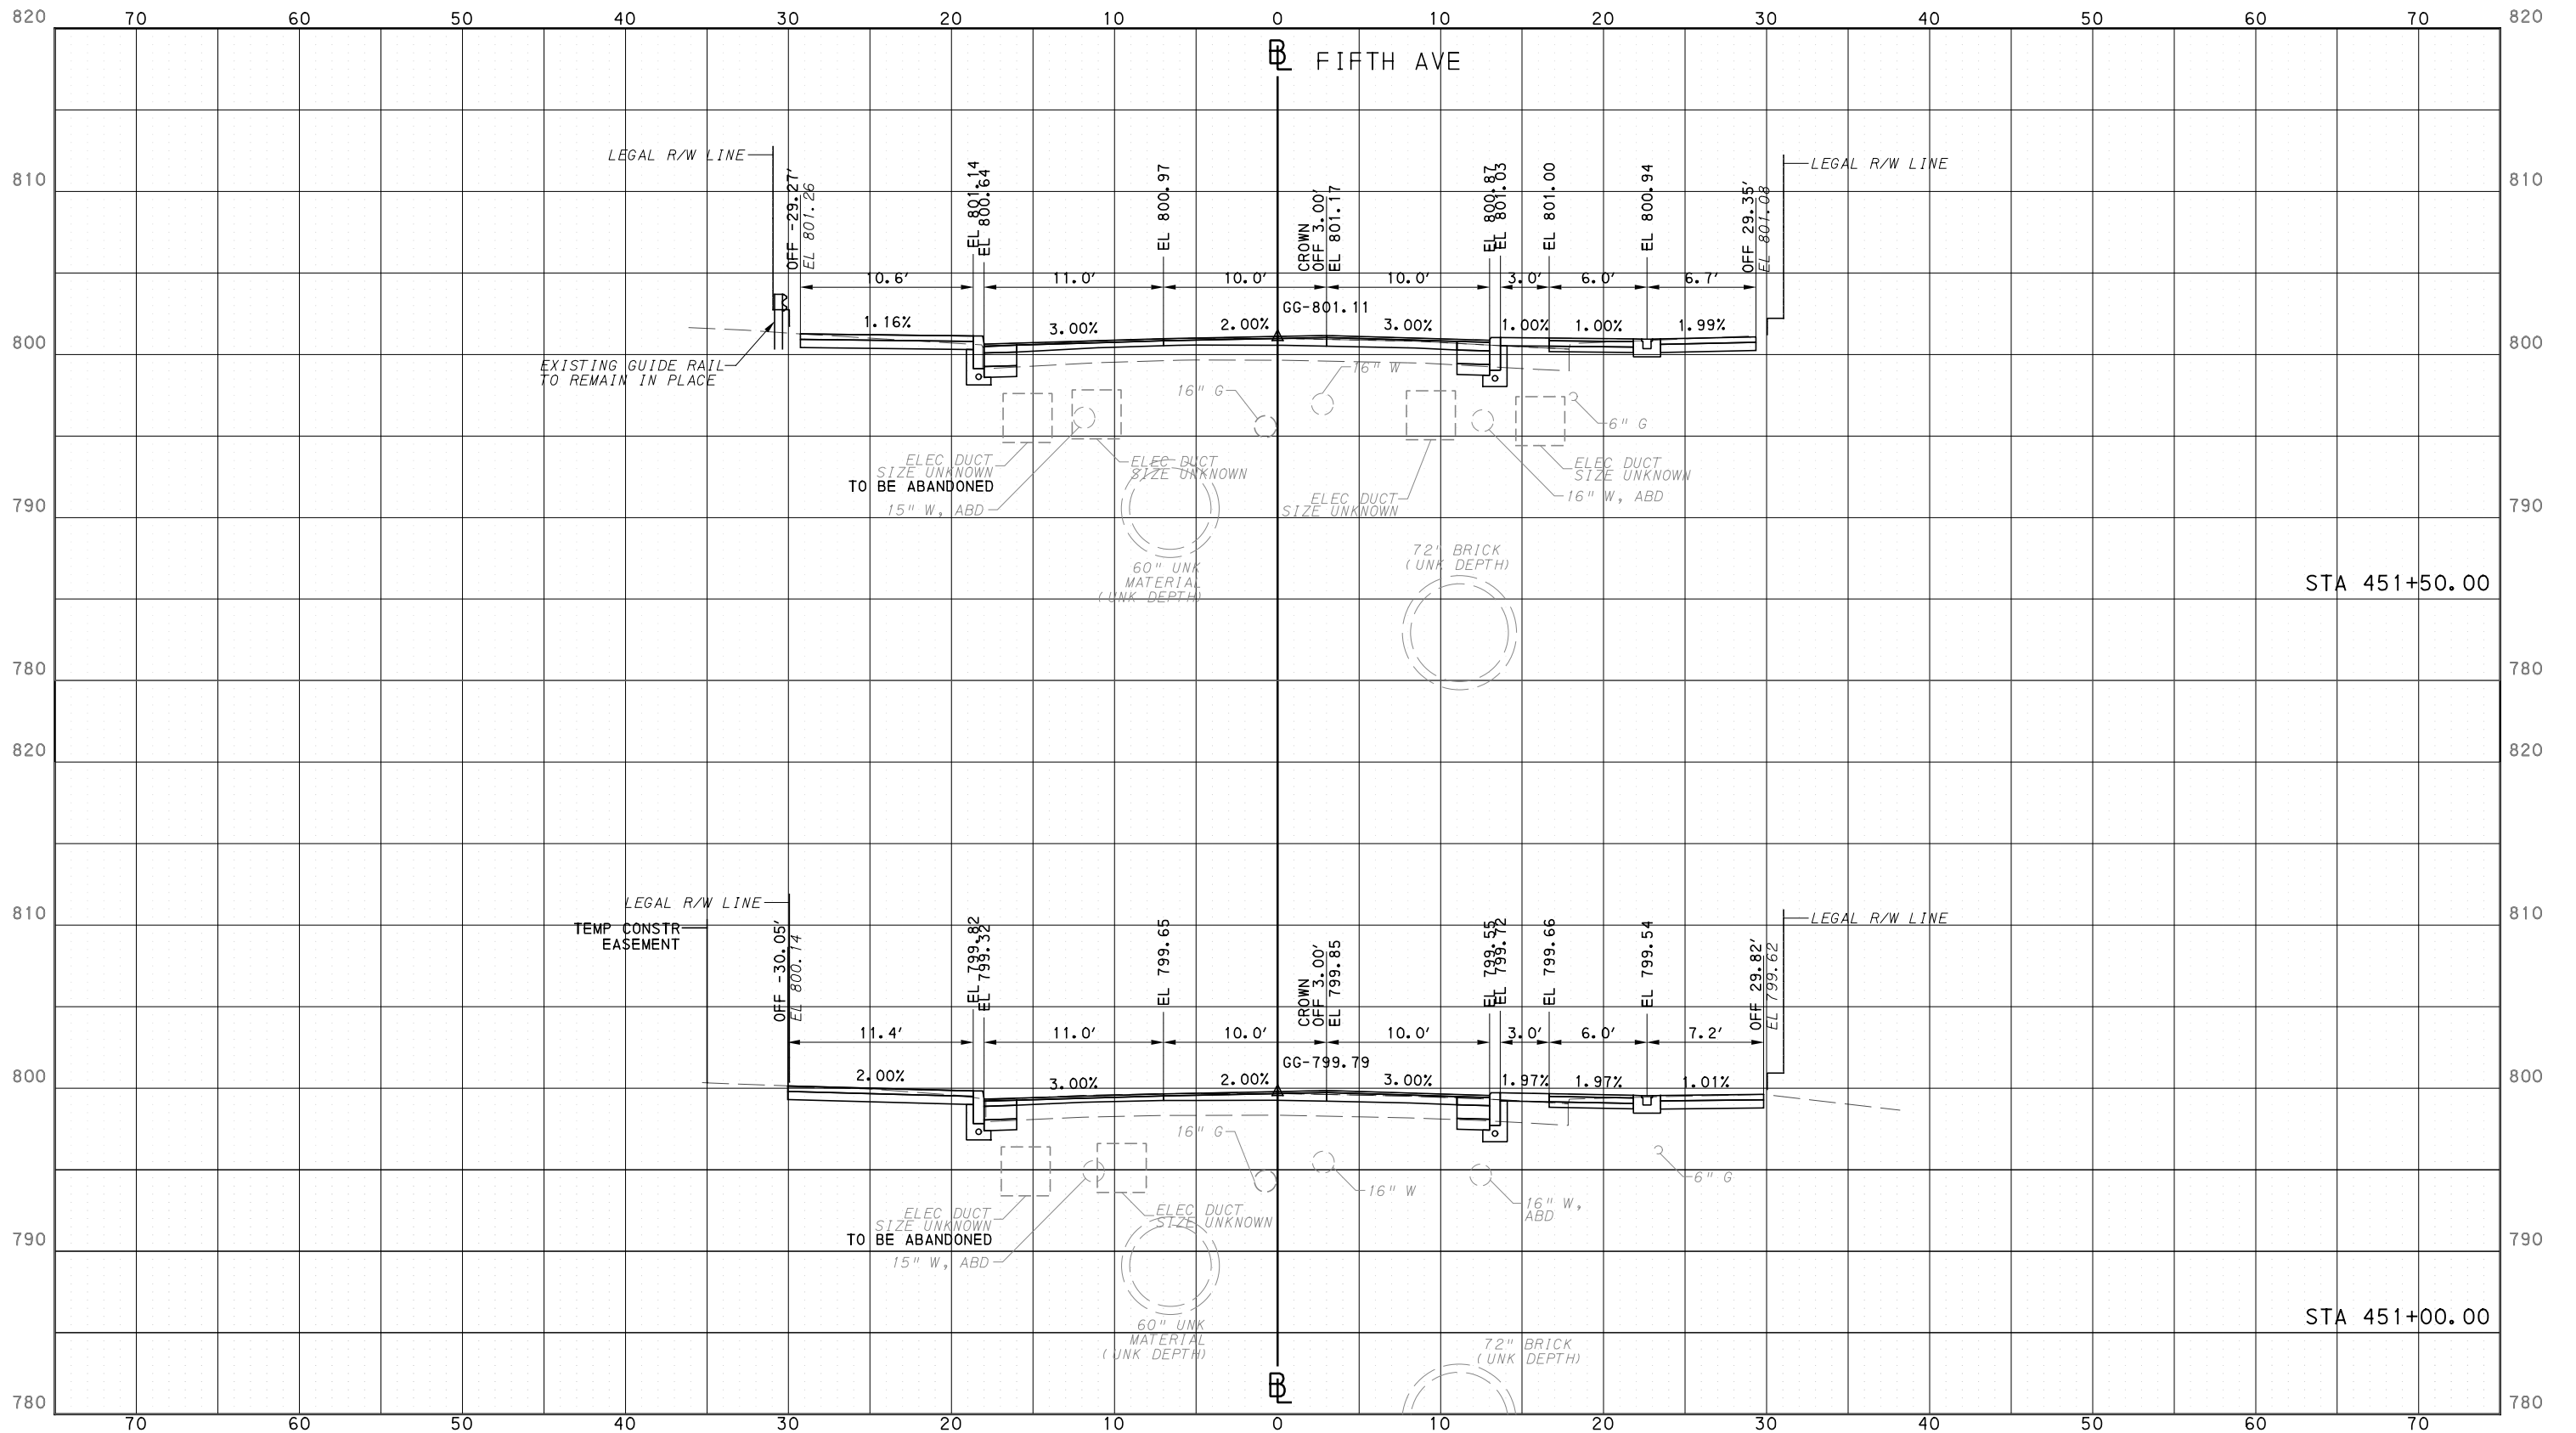 70 60 50 40 30 20 10 0 10 20 30 40 50 60 70
820 820
BL FIFTH AVE
LEGAL R/W LINE
LEGAL R/W LINE
810 810
OFF -29.27'
EL 801.26
EL 801.14
EL 800.64
EL 800.97
CROWN
OFF 3.00'
EL 801.17
EL 800.87
EL 801.03
EL 801.00
EL 800.94
OFF 29.35'
EL 801.08
10.6' 11.0' 10.0' 10.0' 3.0' 6.0' 6.7'
GG-801.11
1.16% 3.00% 2.00% 3.00% 1.00% 1.00% 1.99%
800 800
EXISTING GUIDE RAIL
TO REMAIN IN PLACE
16" G
16" W
6" G
ELEC DUCT
SIZE UNKNOWN
TO BE ABANDONED
15" W, ABD
ELEC DUCT
SIZE UNKNOWN
ELEC DUCT
SIZE UNKNOWN
ELEC DUCT
SIZE UNKNOWN
16" W, ABD
790 790
60" UNK
MATERIAL
(UNK DEPTH)
72" BRICK
(UNK DEPTH)
STA 451+50.00
780 780
820 820
LEGAL R/W LINE
TEMP CONSTR
EASEMENT
LEGAL R/W LINE
810 810
OFF -30.05'
EL 800.14
EL 799.82
EL 799.32
EL 799.65
CROWN
OFF 3.00'
EL 799.85
EL 799.55
EL 799.72
EL 799.66
EL 799.54
OFF 29.82'
EL 799.62
11.4' 11.0' 10.0' 10.0' 3.0' 6.0' 7.2'
GG-799.79
2.00% 3.00% 2.00% 3.00% 1.97% 1.97% 1.01%
800 800
16" G
16" W
6" G
16" W,
ABD
ELEC DUCT
SIZE UNKNOWN
TO BE ABANDONED
15" W, ABD
ELEC DUCT
SIZE UNKNOWN
790 790
60" UNK
MATERIAL
(UNK DEPTH)
72" BRICK
(UNK DEPTH)
STA 451+00.00
BL
780 780
70 60 50 40 30 20 10 0 10 20 30 40 50 60 70